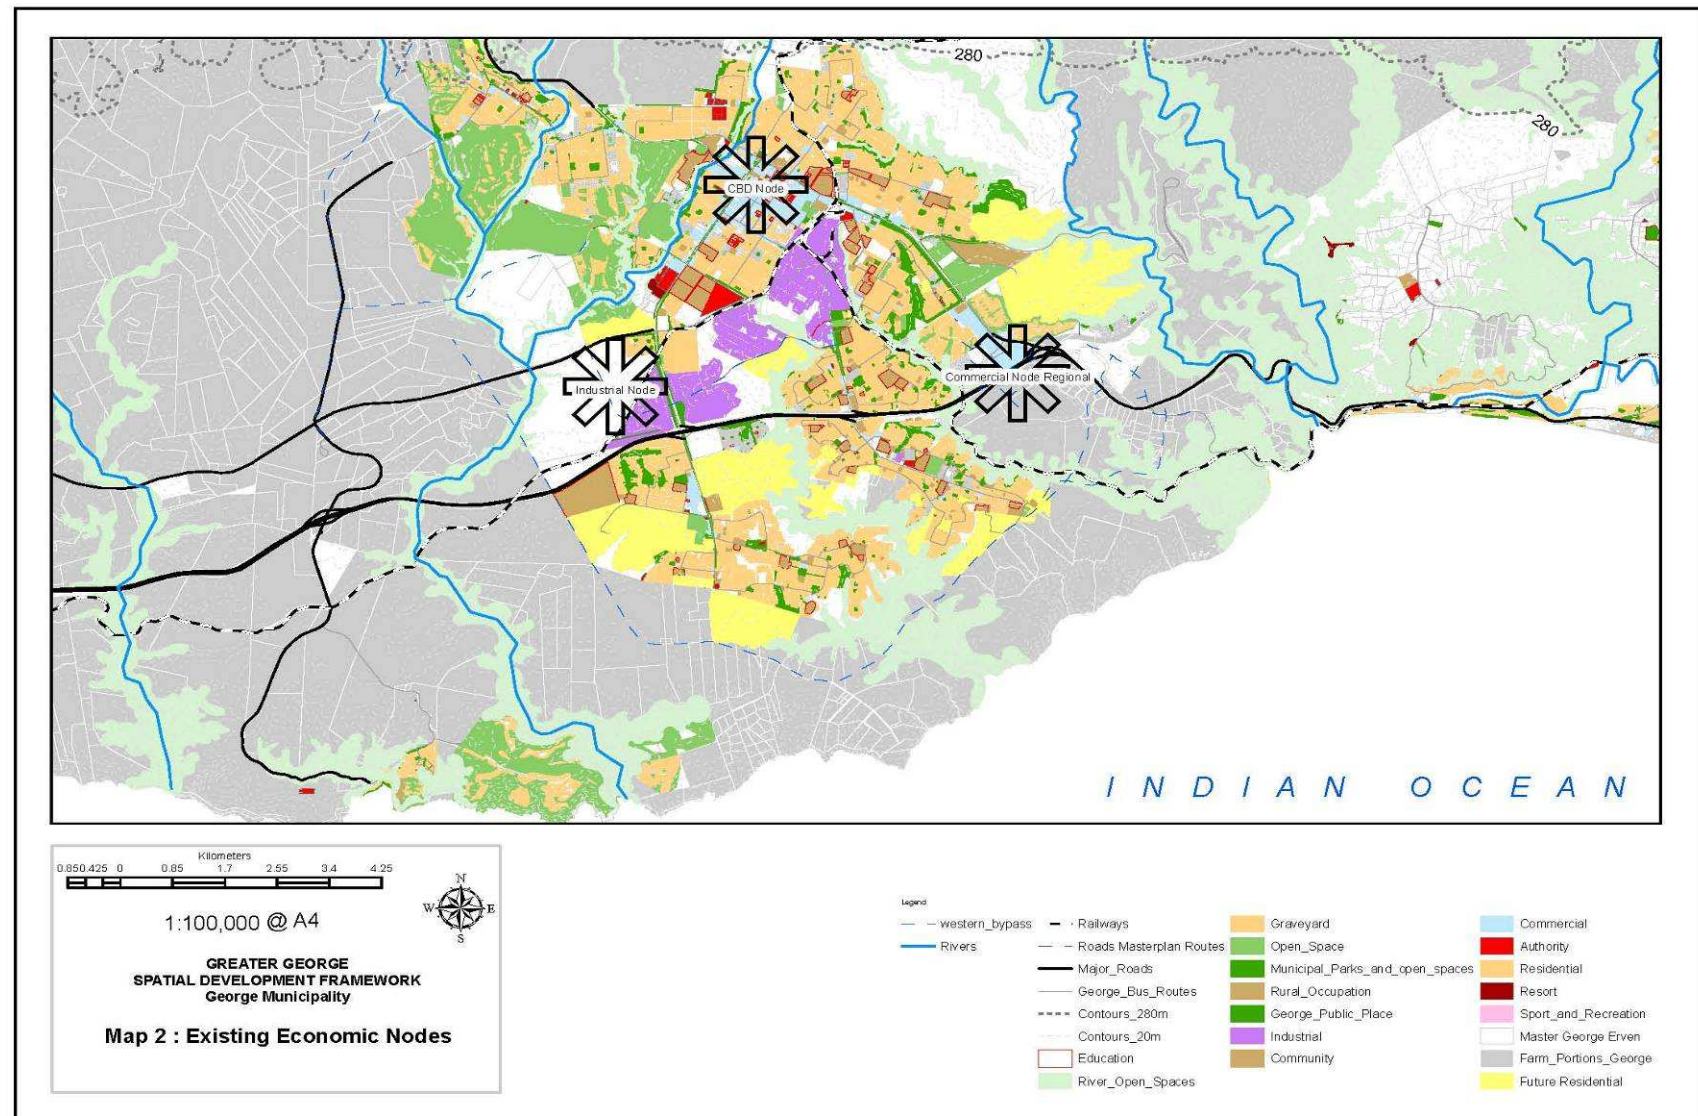 280
280
CBD Node
Industrial Node
Commercial Node Regional
INDIAN OCEAN
Kilometers
0.85 0.425 0 0.85 1.7 2.55 3.4 4.25
1:100,000 @ A4
N
W E
S
GREATER GEORGE
SPATIAL DEVELOPMENT FRAMEWORK
George Municipality
Map 2 : Existing Economic Nodes
Legend
western_bypass
Rivers
Railways
Roads Masterplan Routes
Major_Roads
George_Bus_Routes
Contours_280m
Contours_20m
Education
River_Open_Spaces
Graveyard
Open_Space
Municipal_Parks_and_open_spaces
Rural_Occupation
George_Public_Place
Industrial
Community
Commercial
Authority
Residential
Resort
Sport_and_Recreation
Master George Erven
Farm_Portions_George
Future Residential